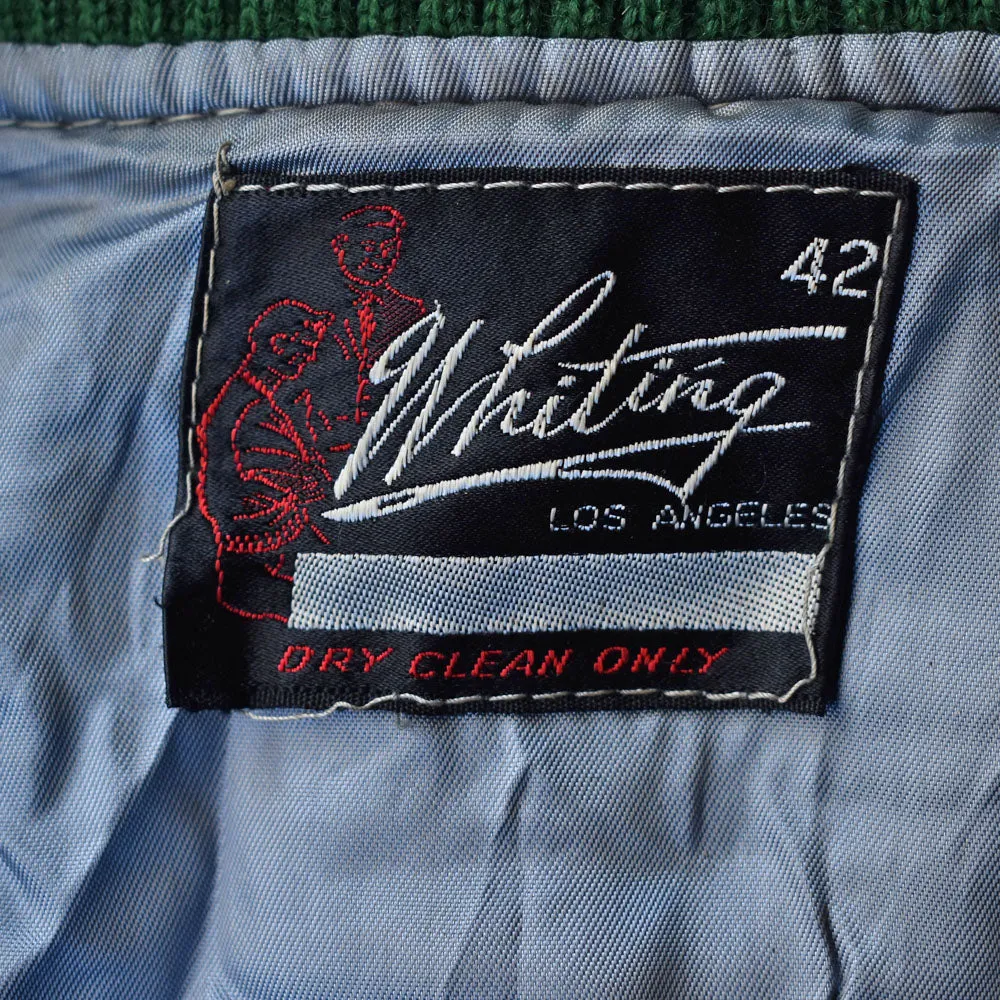 42
Whiting
LOS ANGELES
DRY CLEAN ONLY